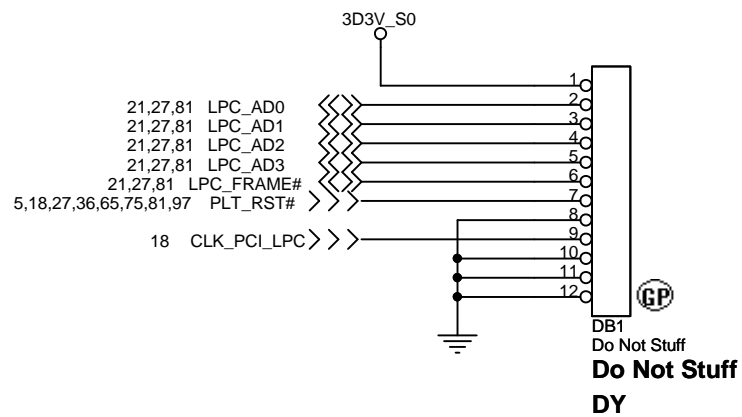 3D3V_S0
1
21,27,81 LPC_AD0 2
21,27,81 LPC_AD1 3
21,27,81 LPC_AD2 4
21,27,81 LPC_AD3 5
21,27,81 LPC_FRAME# 6
5,18,27,36,65,75,81,97 PLT_RST# 7
8
18 CLK_PCI_LPC 9
10
11
12
GP
DB1
Do Not Stuff
Do Not Stuff
DY